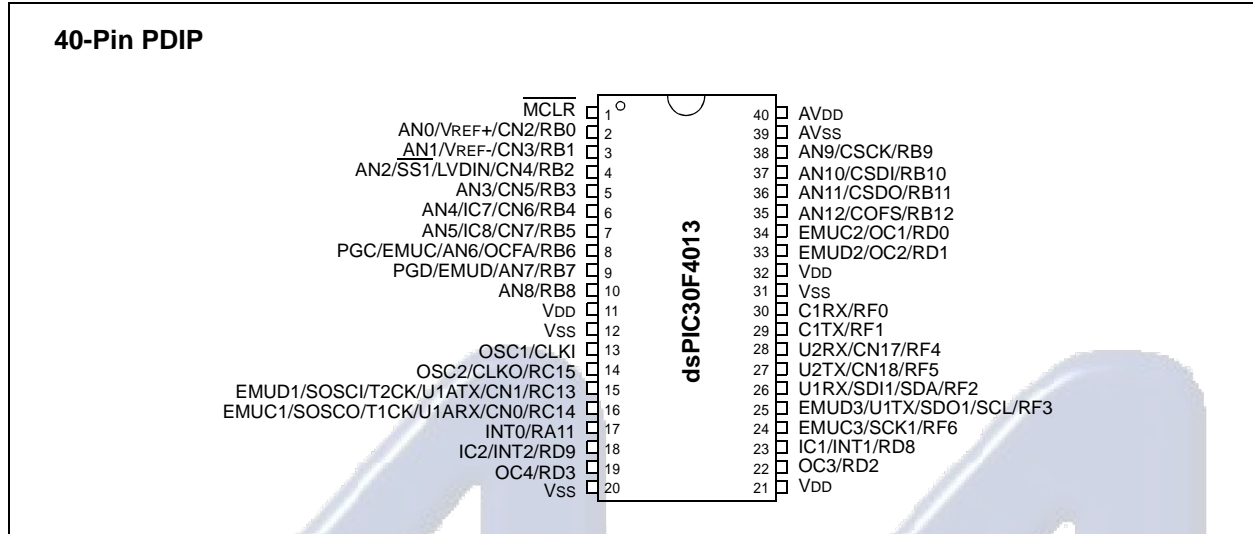 40-Pin PDIP
MCLR 1
AN0/VREF+/CN2/RB0 2
AN1/VREF-/CN3/RB1 3
AN2/SS1/LVDIN/CN4/RB2 4
AN3/CN5/RB3 5
AN4/IC7/CN6/RB4 6
AN5/IC8/CN7/RB5 7
PGC/EMUC/AN6/OCFA/RB6 8
PGD/EMUD/AN7/RB7 9
AN8/RB8 10
VDD 11
VSS 12
OSC1/CLKI 13
OSC2/CLKO/RC15 14
EMUD1/SOSCI/T2CK/U1ATX/CN1/RC13 15
EMUC1/SOSCO/T1CK/U1ARX/CN0/RC14 16
INT0/RA11 17
IC2/INT2/RD9 18
OC4/RD3 19
VSS 20
dsPIC30F4013
40 AVDD
39 AVSS
38 AN9/CSCK/RB9
37 AN10/CSDI/RB10
36 AN11/CSDO/RB11
35 AN12/COFS/RB12
34 EMUC2/OC1/RD0
33 EMUD2/OC2/RD1
32 VDD
31 VSS
30 C1RX/RF0
29 C1TX/RF1
28 U2RX/CN17/RF4
27 U2TX/CN18/RF5
26 U1RX/SDI1/SDA/RF2
25 EMUD3/U1TX/SDO1/SCL/RF3
24 EMUC3/SCK1/RF6
23 IC1/INT1/RD8
22 OC3/RD2
21 VDD